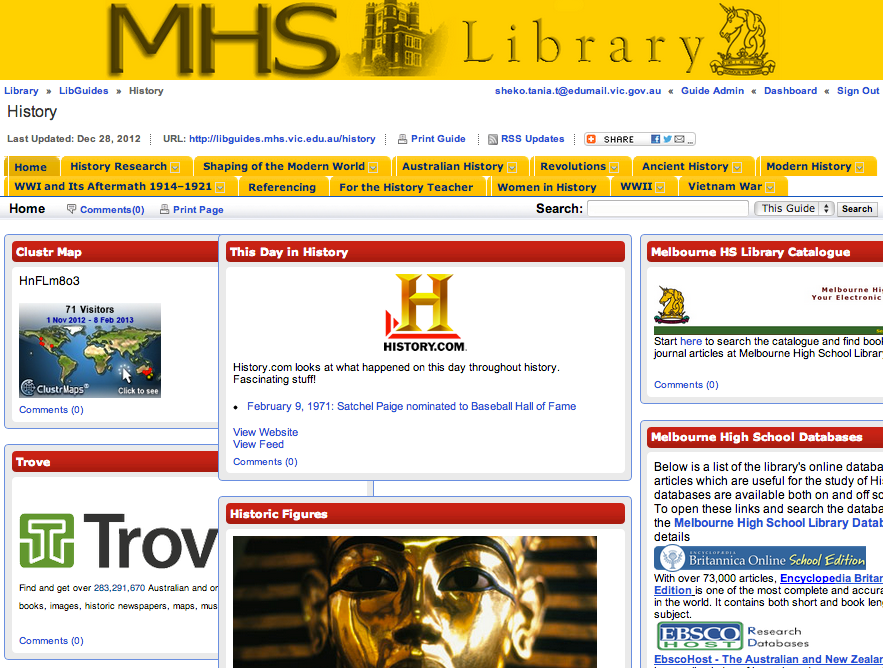 MHS Library
Library » LibGuides » History
sheko.tania.t@edumail.vic.gov.au « Guide Admin « Dashboard « Sign Out
History
Last Updated: Dec 28, 2012 URL: http://libguides.mhs.vic.edu.au/history Print Guide RSS Updates SHARE ...
Home History Research Shaping of the Modern World Australian History Revolutions Ancient History Modern History
WWI and Its Aftermath 1914–1921 Referencing For the History Teacher Women in History WWII Vietnam War
Home Comments(0) Print Page Search: This Guide Search
Clustr Map
HnFLm8o3
71 Visitors
1 Nov 2012 - 8 Feb 2013
ClustrMaps® Click to see
Comments (0)
Trove
Trov
Find and get over 283,291,670 Australian and or
books, images, historic newspapers, maps, mus
Comments (0)
This Day in History
H
HISTORY.COM
History.com looks at what happened on this day throughout history.
Fascinating stuff!
• February 9, 1971: Satchel Paige nominated to Baseball Hall of Fame
View Website
View Feed
Comments (0)
Historic Figures
Melbourne HS Library Catalogue
Melbourne Hi
Your Electronic
Start here to search the catalogue and find book
journal articles at Melbourne High School Library
Comments (0)
Melbourne High School Databases
Below is a list of the library's online databa
articles which are useful for the study of His
databases are available both on and off sc
To open these links and search the databa
the Melbourne High School Library Datab
details
ENCYCLOPÆDIA
Britannica Online School Edition
With over 73,000 articles, Encyclopedia Britan
Edition is one of the most complete and accura
in the world. It contains both short and book leng
subject.
EBSCO HOST Research
Databases
EbscoHost - The Australian and New Zealan